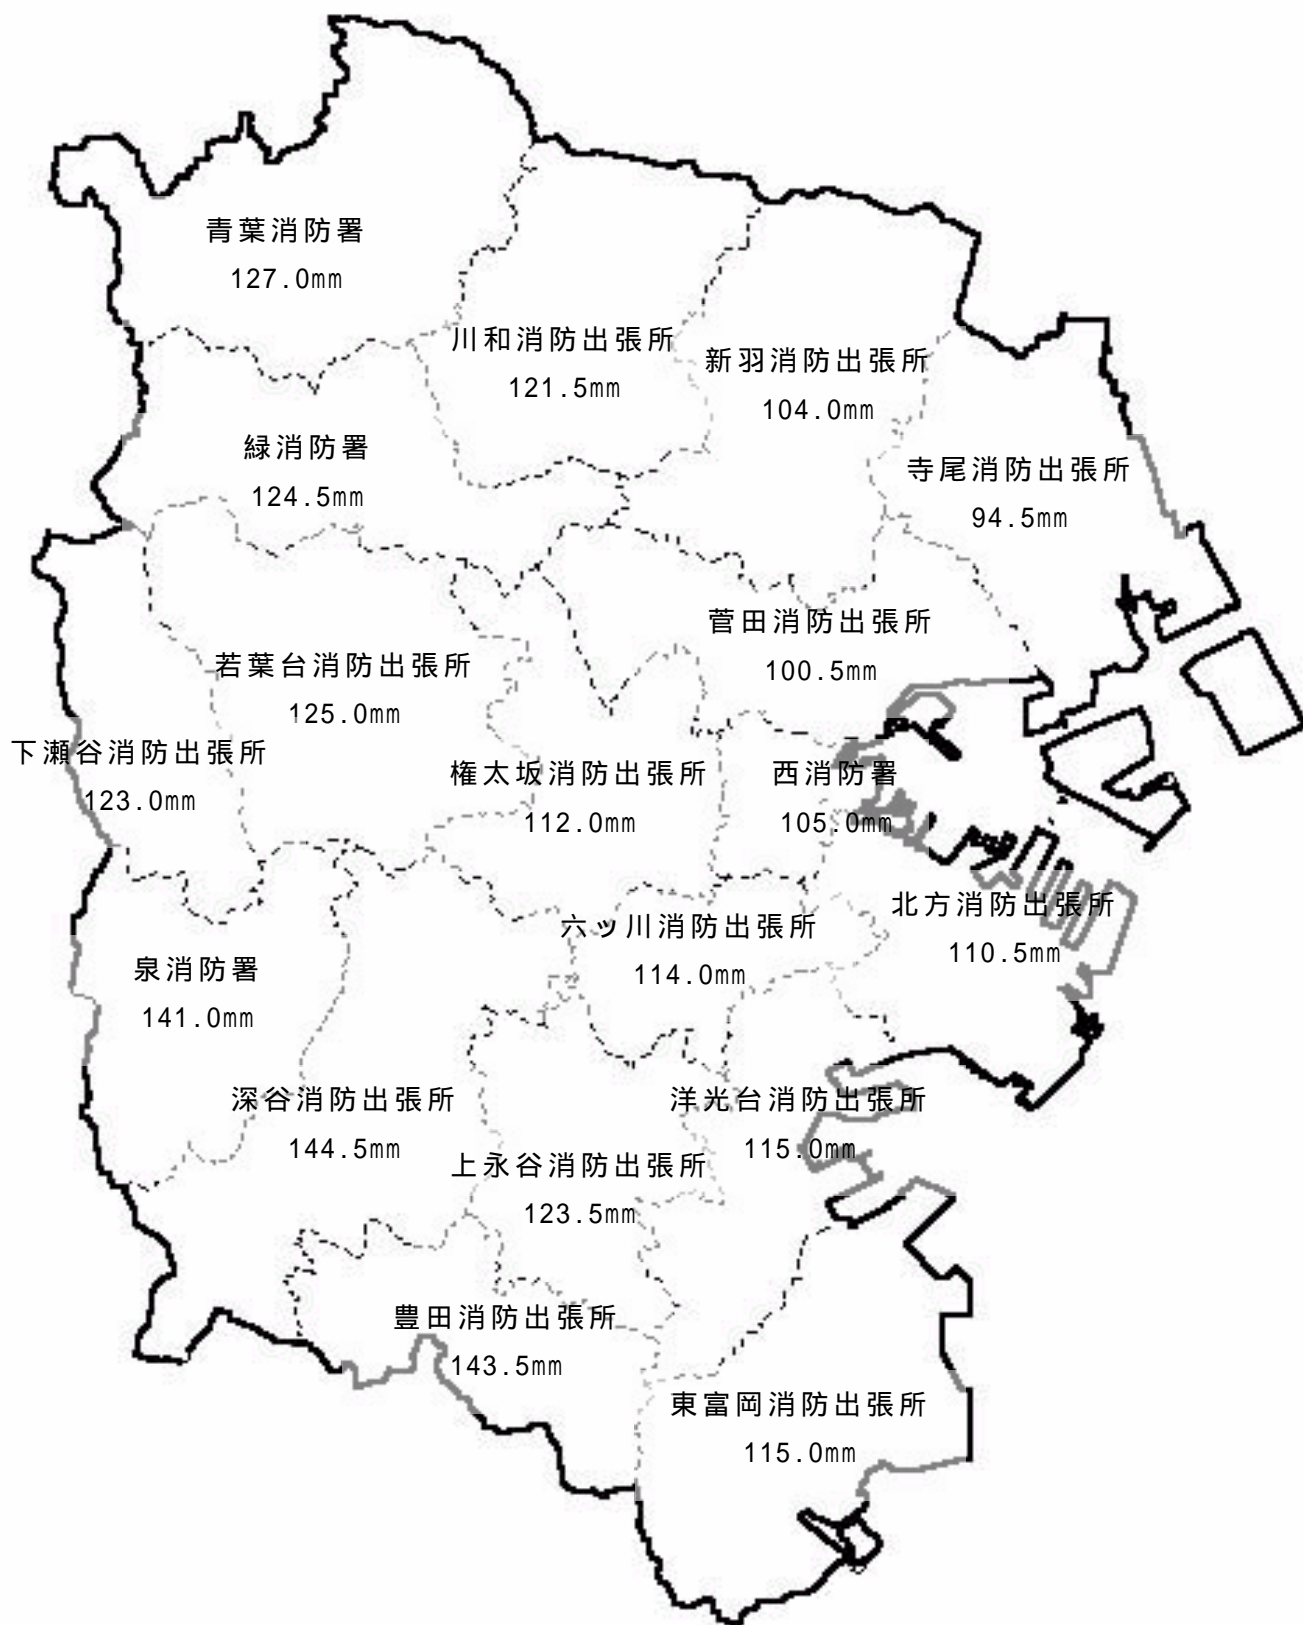 青葉消防署
127.0mm
川和消防出張所
121.5mm
新羽消防出張所
104.0mm
緑消防署
124.5mm
寺尾消防出張所
94.5mm
菅田消防出張所
100.5mm
若葉台消防出張所
125.0mm
下瀬谷消防出張所
123.0mm
権太坂消防出張所
112.0mm
西消防署
105.0mm
北方消防出張所
110.5mm
六ッ川消防出張所
114.0mm
泉消防署
141.0mm
深谷消防出張所
144.5mm
洋光台消防出張所
115.0mm
上永谷消防出張所
123.5mm
豊田消防出張所
143.5mm
東富岡消防出張所
115.0mm